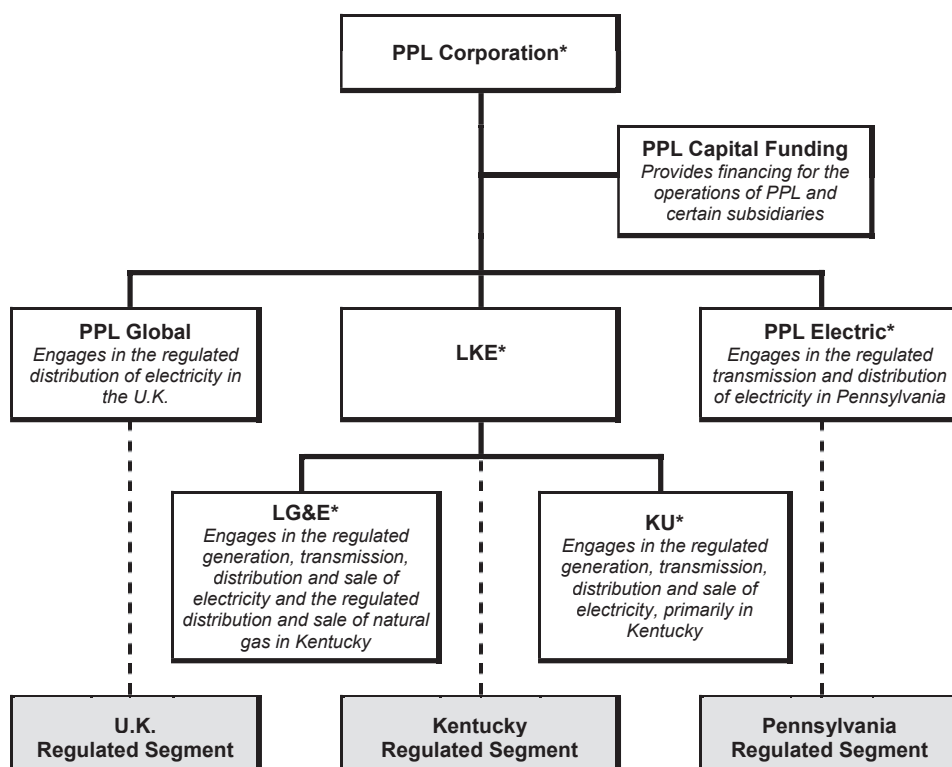 PPL Corporation*
PPL Capital Funding
Provides financing for the
operations of PPL and
certain subsidiaries
PPL Global
Engages in the regulated
distribution of electricity in
the U.K.
LKE*
PPL Electric*
Engages in the regulated
transmission and distribution
of electricity in Pennsylvania
LG&E*
Engages in the regulated
generation, transmission,
distribution and sale of
electricity and the regulated
distribution and sale of natural
gas in Kentucky
KU*
Engages in the regulated
generation, transmission,
distribution and sale of
electricity, primarily in
Kentucky
U.K.
Regulated Segment
Kentucky
Regulated Segment
Pennsylvania
Regulated Segment